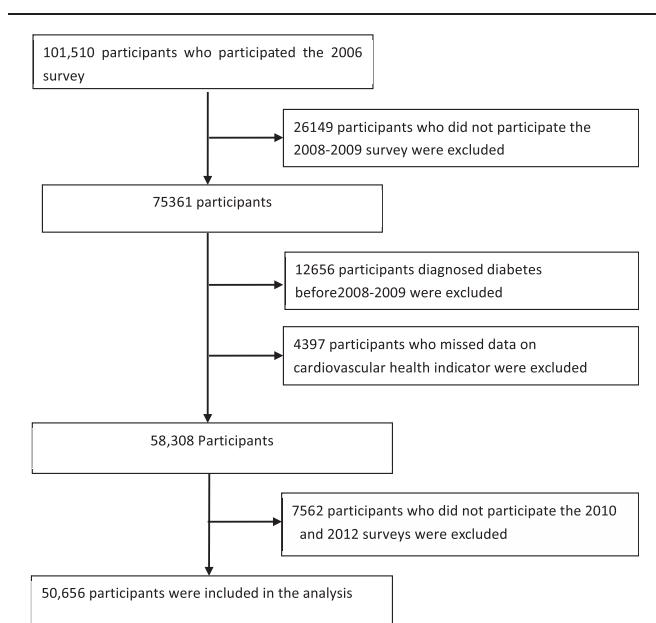 101,510 participants who participated the 2006
survey
26149 participants who did not participate the
2008-2009 survey were excluded
75361 participants
12656 participants diagnosed diabetes
before2008-2009 were excluded
4397 participants who missed data on
cardiovascular health indicator were excluded
58,308 Participants
7562 participants who did not participate the 2010
and 2012 surveys were excluded
50,656 participants were included in the analysis